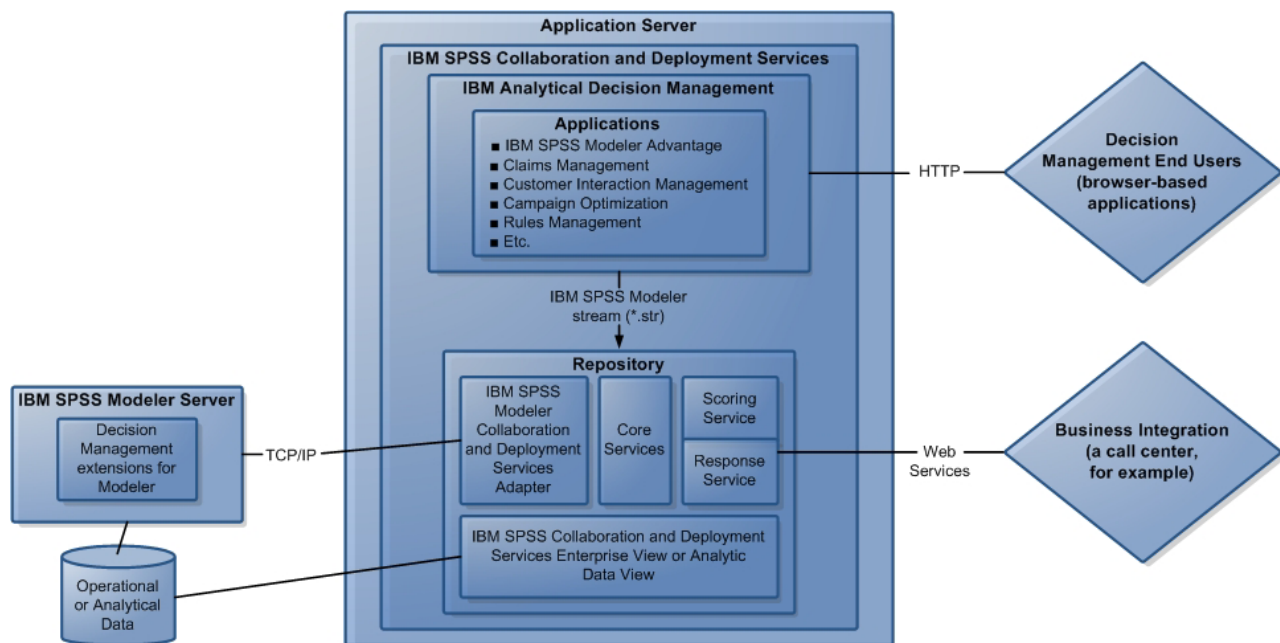 Application Server
IBM SPSS Collaboration and Deployment Services
IBM Analytical Decision Management
Applications
■ IBM SPSS Modeler Advantage
■ Claims Management
■ Customer Interaction Management
■ Campaign Optimization
■ Rules Management
■ Etc.
HTTP
Decision
Management End Users
(browser-based
applications)
IBM SPSS Modeler
stream (*.str)
Repository
IBM SPSS
Modeler
Collaboration
and Deployment
Services
Adapter
Core
Services
Scoring
Service
Response
Service
Web
Services
Business Integration
(a call center,
for example)
IBM SPSS Modeler Server
Decision
Management
extensions for
Modeler
TCP/IP
IBM SPSS Collaboration and Deployment
Services Enterprise View or Analytic
Data View
Operational
or Analytical
Data